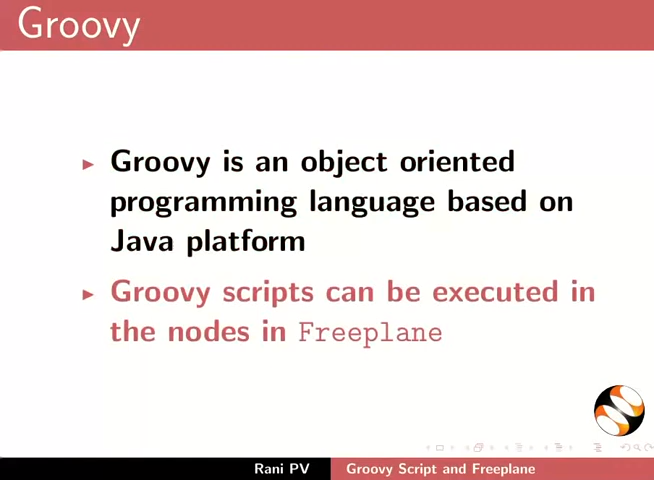 Groovy
Groovy is an object oriented
programming language based on
Java platform
Groovy scripts can be executed in
the nodes in Freeplane
Rani PV
Groovy Script and Freeplane